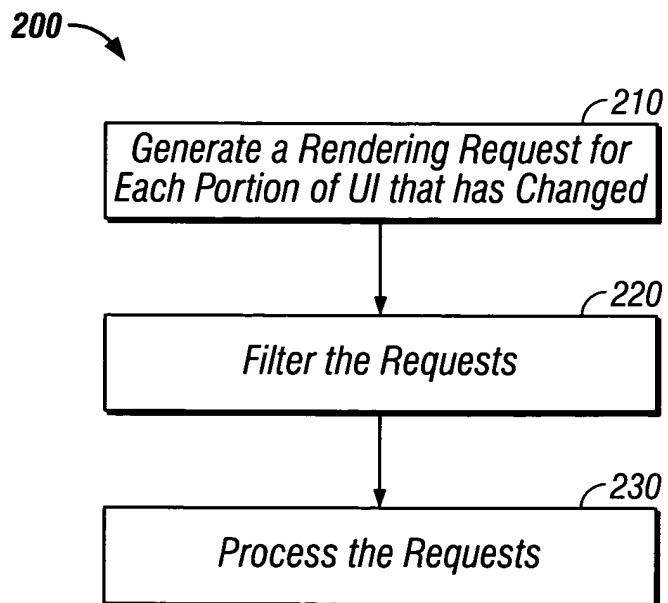 200
210
Generate a Rendering Request for
Each Portion of UI that has Changed
220
Filter the Requests
230
Process the Requests